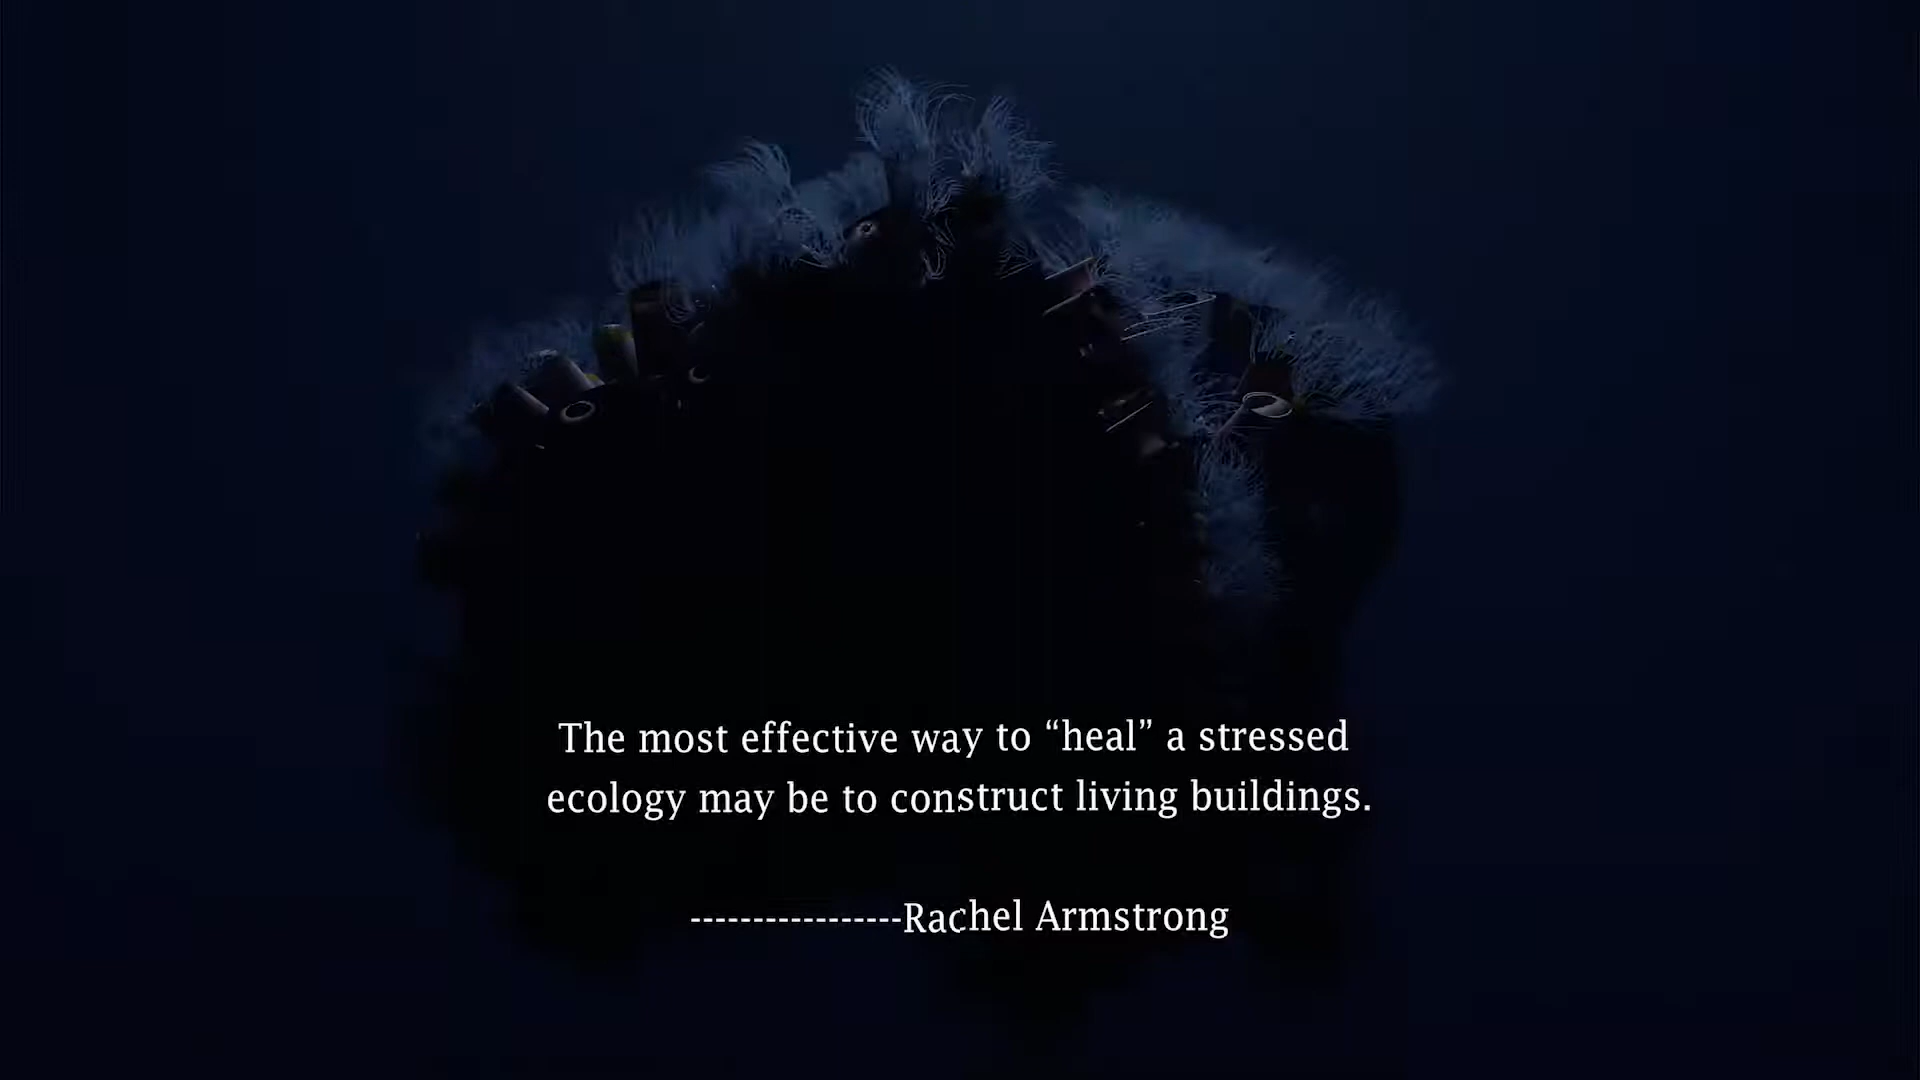 The most effective way to “heal” a stressed
ecology may be to construct living buildings.
-----------------Rachel Armstrong